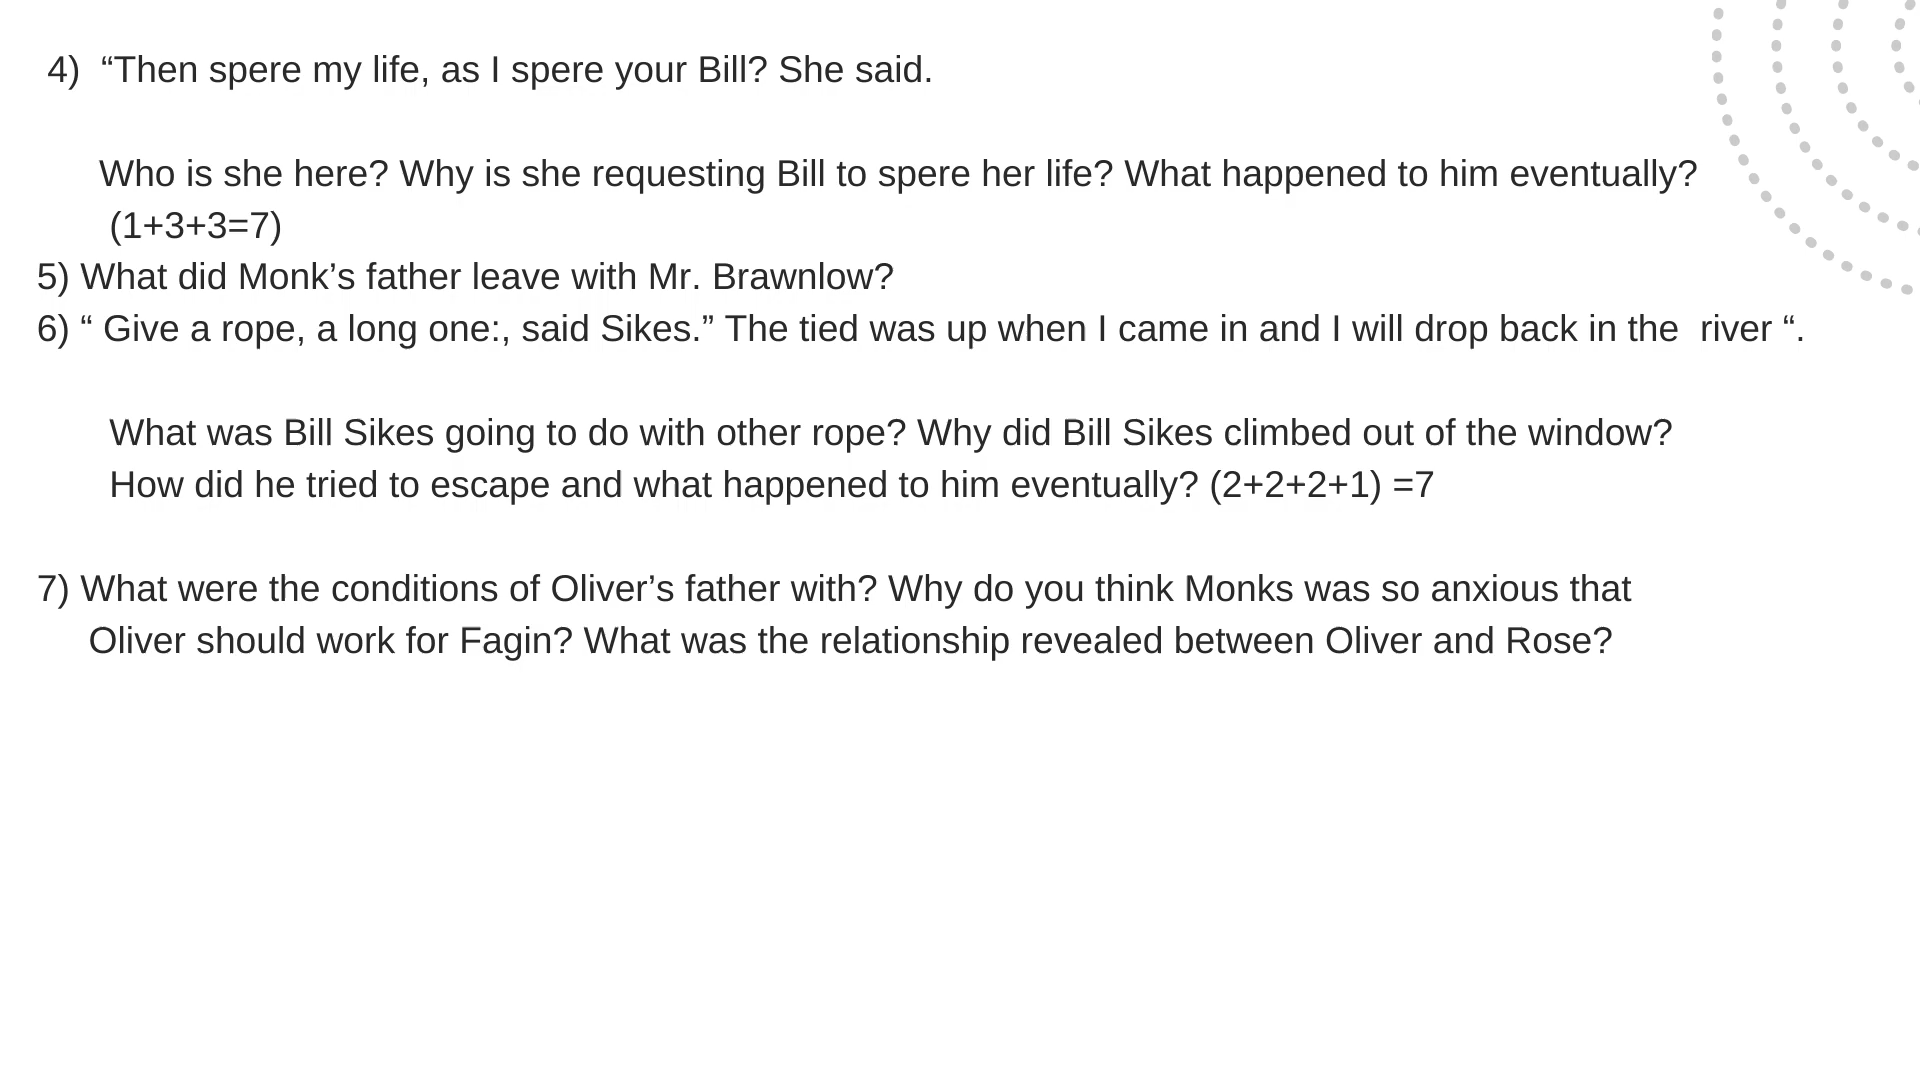 4) “Then spere my life, as I spere your Bill? She said.
Who is she here? Why is she requesting Bill to spere her life? What happened to him eventually?
(1+3+3=7)
5) What did Monk’s father leave with Mr. Brawnlow?
6) “ Give a rope, a long one:, said Sikes.” The tied was up when I came in and I will drop back in the river “.
What was Bill Sikes going to do with other rope? Why did Bill Sikes climbed out of the window?
How did he tried to escape and what happened to him eventually? (2+2+2+1) =7
7) What were the conditions of Oliver’s father with? Why do you think Monks was so anxious that
Oliver should work for Fagin? What was the relationship revealed between Oliver and Rose?